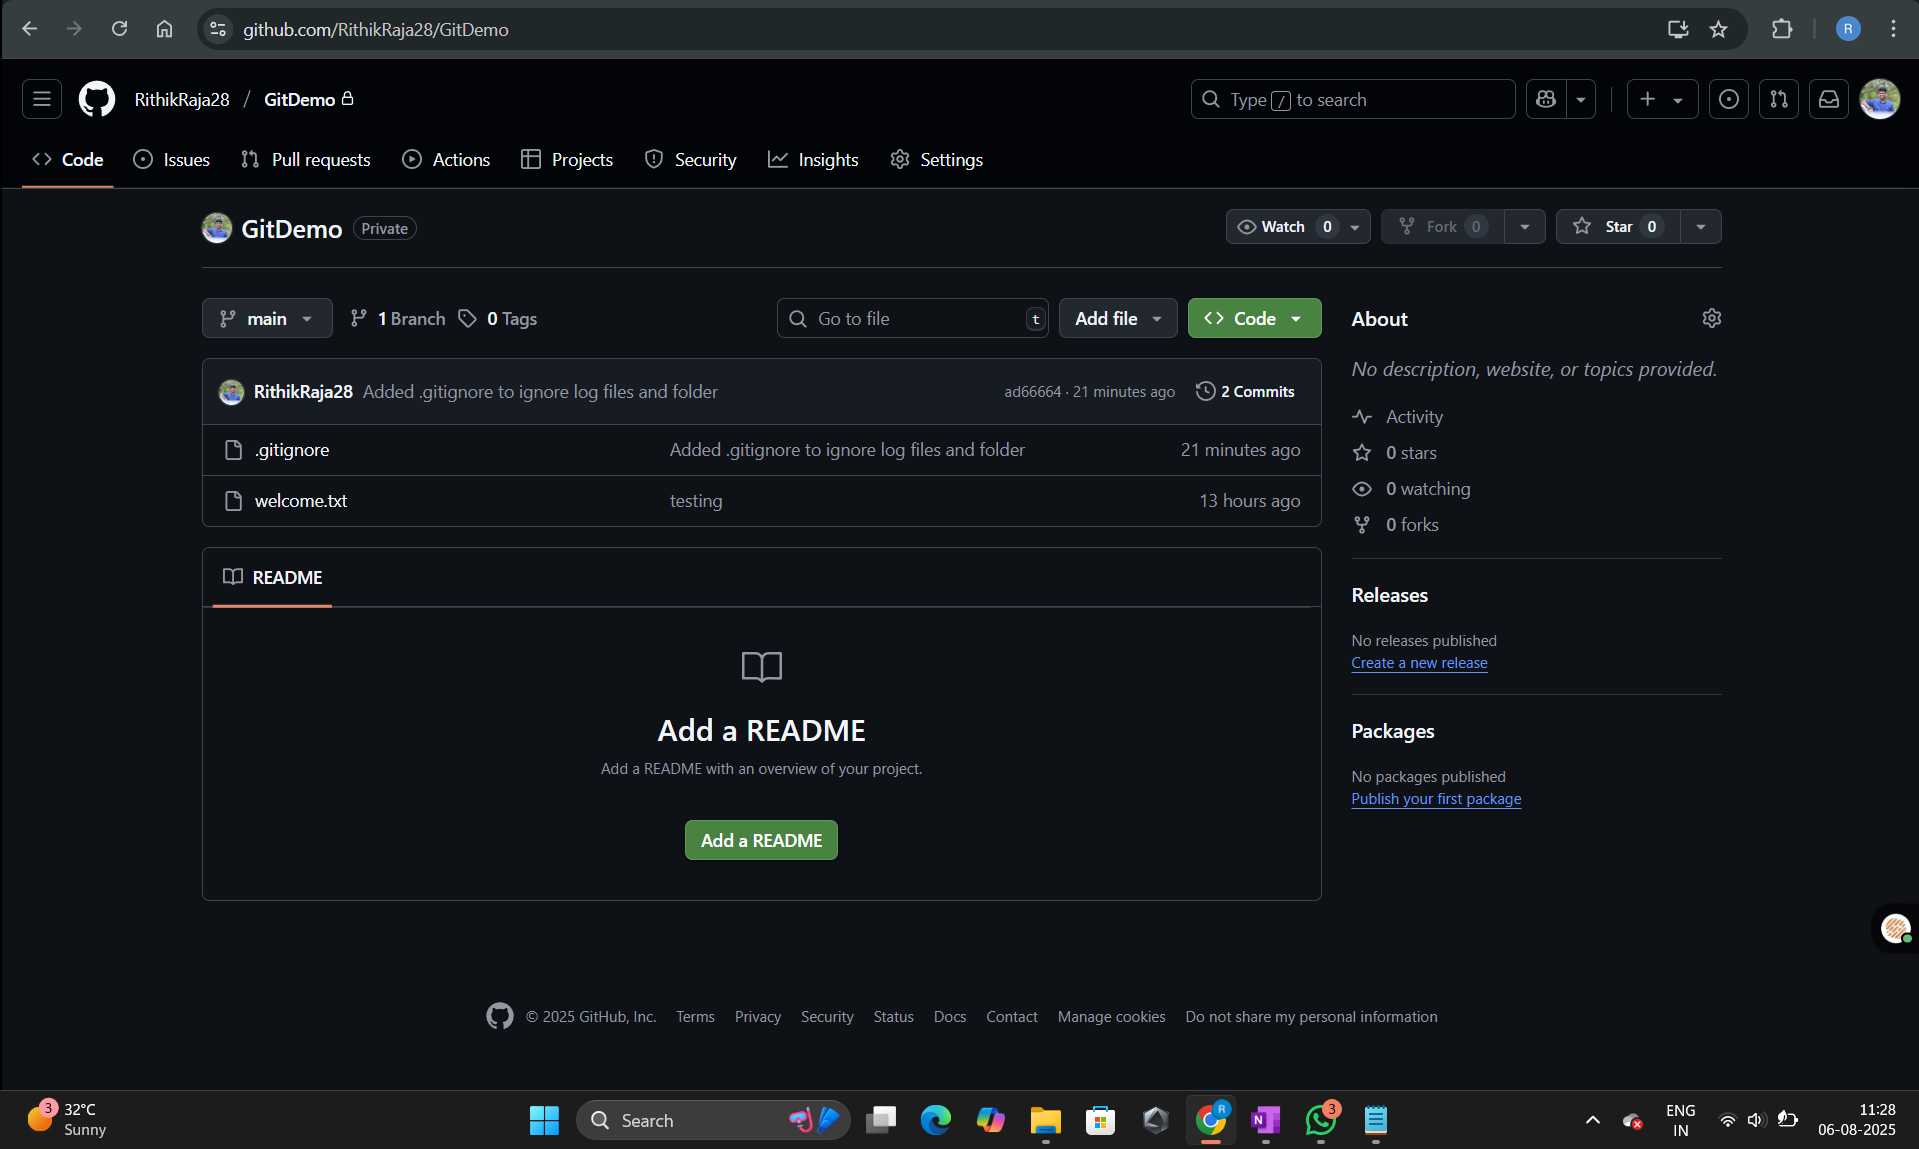 github.com/RithikRaja28/GitDemo
RithikRaja28 / GitDemo
Type / to search
Code Issues Pull requests Actions Projects Security Insights Settings
GitDemo Private
Watch 0 Fork 0 Star 0
main 1 Branch 0 Tags
Go to file t
Add file
Code
RithikRaja28 Added .gitignore to ignore log files and folder ad66664 · 21 minutes ago 2 Commits
.gitignore Added .gitignore to ignore log files and folder 21 minutes ago
welcome.txt testing 13 hours ago
README
Add a README
Add a README with an overview of your project.
Add a README
About
No description, website, or topics provided.
Activity
0 stars
0 watching
0 forks
Releases
No releases published
Create a new release
Packages
No packages published
Publish your first package
© 2025 GitHub, Inc. Terms Privacy Security Status Docs Contact Manage cookies Do not share my personal information
3
32°C
Sunny
Search
R
N
3
ENG
IN
11:28
06-08-2025
R